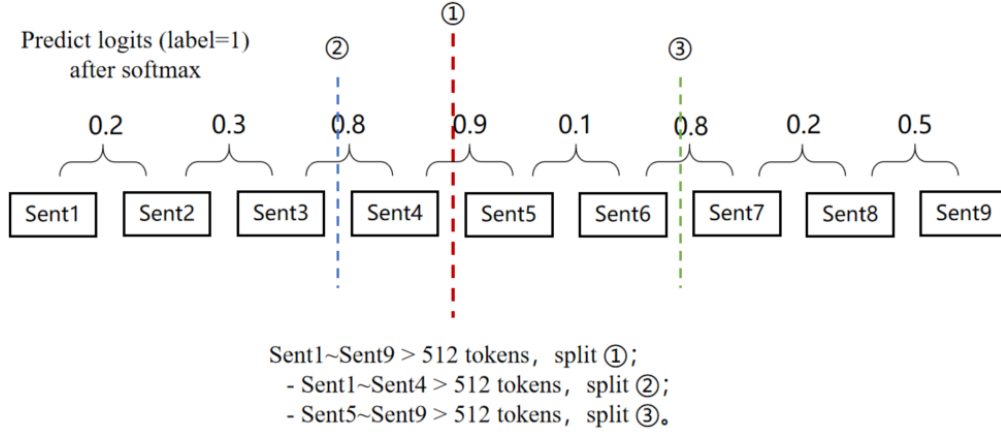 ①
Predict logits (label=1)
after softmax
② ③
0.2 0.3 0.8 0.9 0.1 0.8 0.2 0.5
Sent1 Sent2 Sent3 Sent4 Sent5 Sent6 Sent7 Sent8 Sent9
Sent1~Sent9 > 512 tokens，split ①；
- Sent1~Sent4 > 512 tokens，split ②；
- Sent5~Sent9 > 512 tokens，split ③。